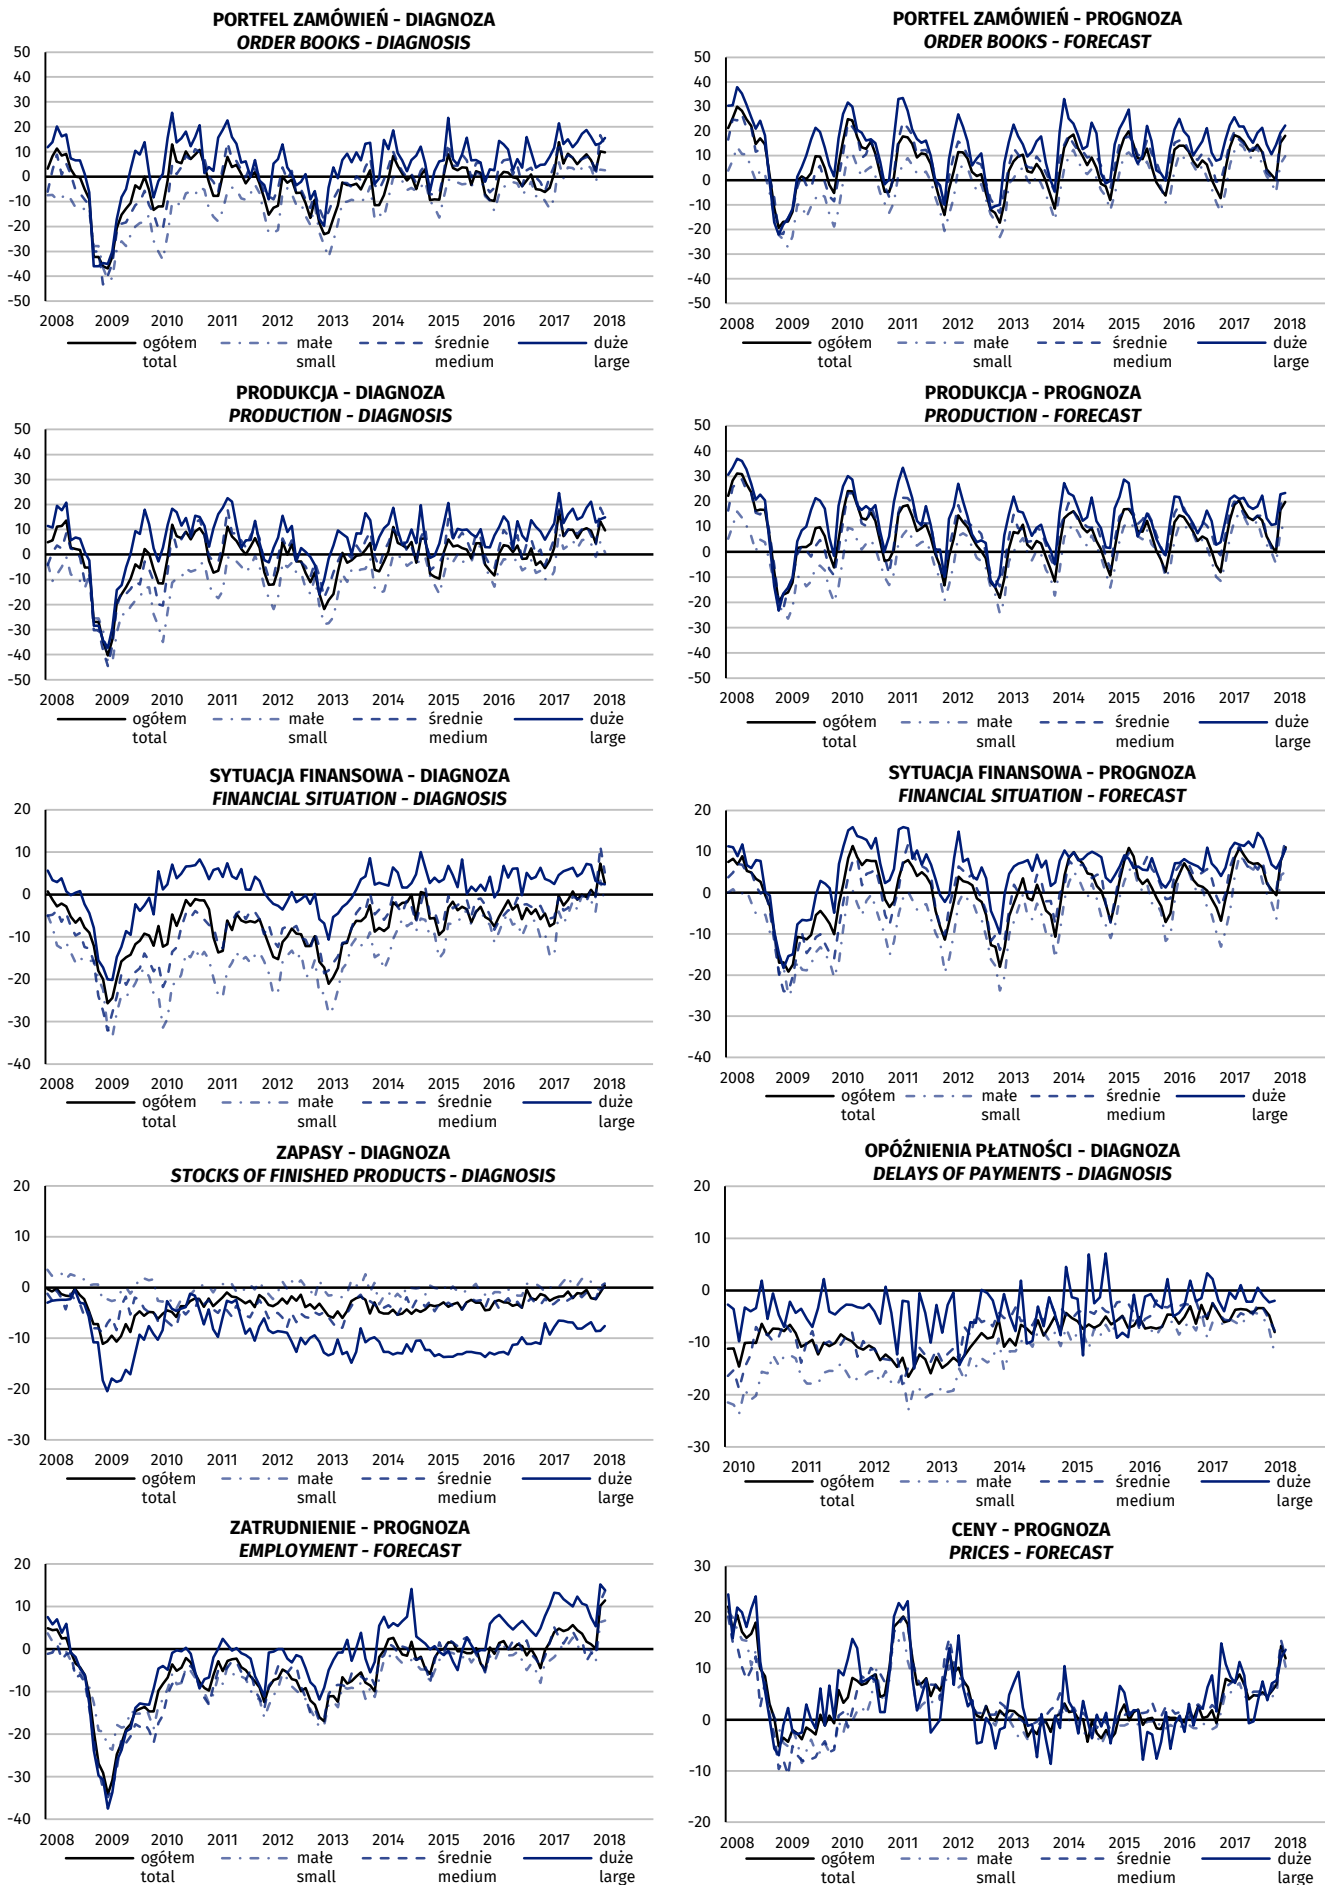 PORTFEL ZAMÓWIEŃ - DIAGNOZA
ORDER BOOKS - DIAGNOSIS
50
40
30
20
10
0
-10
-20
-30
-40
-50
2008 2009 2010 2011 2012 2013 2014 2015 2016 2017 2018
ogółem małe średnie duże
total small medium large
PORTFEL ZAMÓWIEŃ - PROGNOZA
ORDER BOOKS - FORECAST
50
40
30
20
10
0
-10
-20
-30
-40
-50
2008 2009 2010 2011 2012 2013 2014 2015 2016 2017 2018
ogółem małe średnie duże
total small medium large
PRODUKCJA - DIAGNOZA
PRODUCTION - DIAGNOSIS
50
40
30
20
10
0
-10
-20
-30
-40
-50
2008 2009 2010 2011 2012 2013 2014 2015 2016 2017 2018
ogółem małe średnie duże
total small medium large
PRODUKCJA - PROGNOZA
PRODUCTION - FORECAST
50
40
30
20
10
0
-10
-20
-30
-40
-50
2008 2009 2010 2011 2012 2013 2014 2015 2016 2017 2018
ogółem małe średnie duże
total small medium large
SYTUACJA FINANSOWA - DIAGNOZA
FINANCIAL SITUATION - DIAGNOSIS
20
10
0
-10
-20
-30
-40
2008 2009 2010 2011 2012 2013 2014 2015 2016 2017 2018
ogółem małe średnie duże
total small medium large
SYTUACJA FINANSOWA - PROGNOZA
FINANCIAL SITUATION - FORECAST
20
10
0
-10
-20
-30
-40
2008 2009 2010 2011 2012 2013 2014 2015 2016 2017 2018
ogółem małe średnie duże
total small medium large
ZAPASY - DIAGNOZA
STOCKS OF FINISHED PRODUCTS - DIAGNOSIS
20
10
0
-10
-20
-30
2008 2009 2010 2011 2012 2013 2014 2015 2016 2017 2018
ogółem małe średnie duże
total small medium large
OPÓŹNIENIA PŁATNOŚCI - DIAGNOZA
DELAYS OF PAYMENTS - DIAGNOSIS
20
10
0
-10
-20
-30
2010 2011 2012 2013 2014 2015 2016 2017 2018
ogółem małe średnie duże
total small medium large
ZATRUDNIENIE - PROGNOZA
EMPLOYMENT - FORECAST
20
10
0
-10
-20
-30
-40
2008 2009 2010 2011 2012 2013 2014 2015 2016 2017 2018
ogółem małe średnie duże
total small medium large
CENY - PROGNOZA
PRICES - FORECAST
30
20
10
0
-10
-20
2008 2009 2010 2011 2012 2013 2014 2015 2016 2017 2018
ogółem małe średnie duże
total small medium large